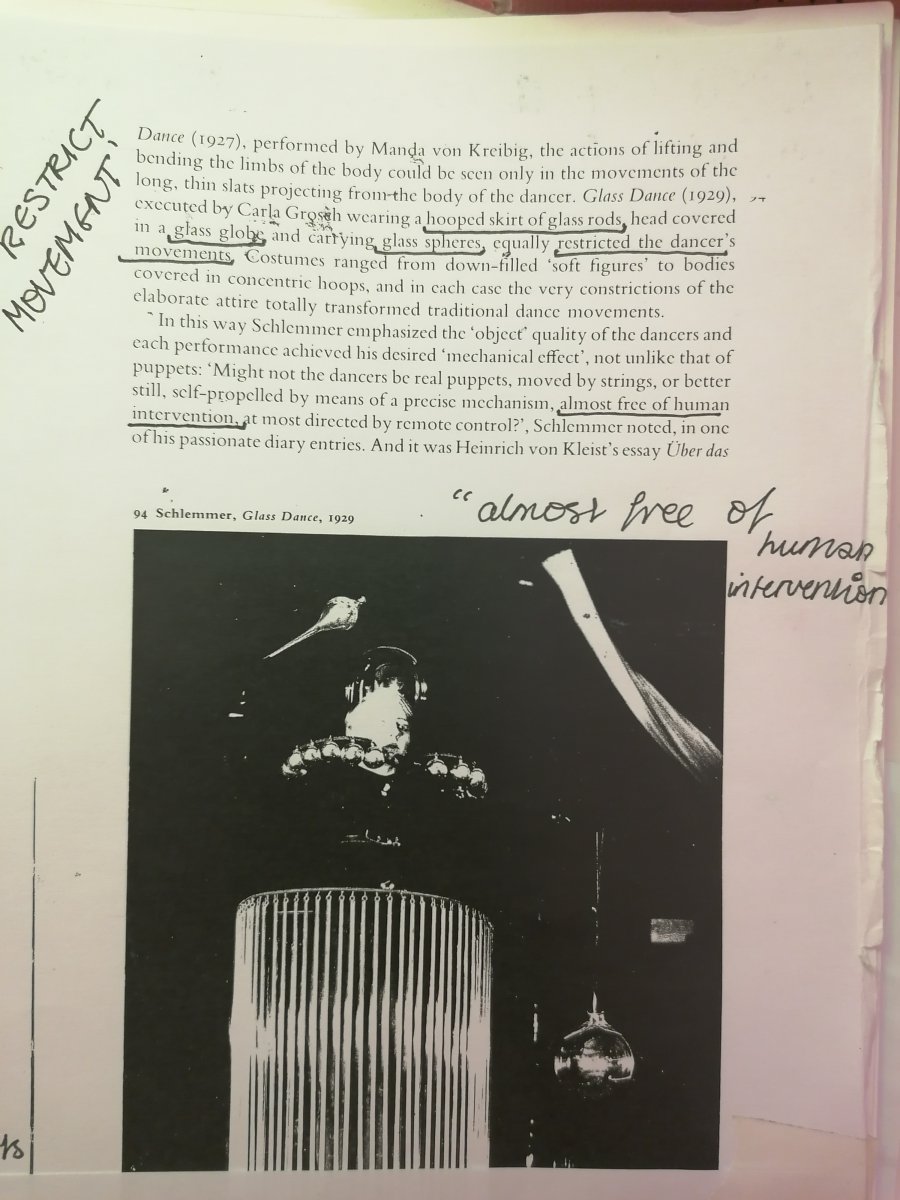 RESTRICT
MOVEMENT
Dance (1927), performed by Manda von Kreibig, the actions of lifting and
bending the limbs of the body could be seen only in the movements of the
long, thin slats projecting from the body of the dancer. Glass Dance (1929),
executed by Carla Grosch wearing a hooped skirt of glass rods, head covered
in a glass globe and carrying glass spheres, equally restricted the dancer's
movements. Costumes ranged from down-filled 'soft figures' to bodies
covered in concentric hoops, and in each case the very constrictions of the
elaborate attire totally transformed traditional dance movements.
In this way Schlemmer emphasized the 'object' quality of the dancers and
each performance achieved his desired 'mechanical effect', not unlike that of
puppets: 'Might not the dancers be real puppets, moved by strings, or better
still, self-propelled by means of a precise mechanism, almost free of human
intervention, at most directed by remote control?', Schlemmer noted, in one
of his passionate diary entries. And it was Heinrich von Kleist's essay Über das
94 Schlemmer, Glass Dance, 1929
"almost free of
human
intervention